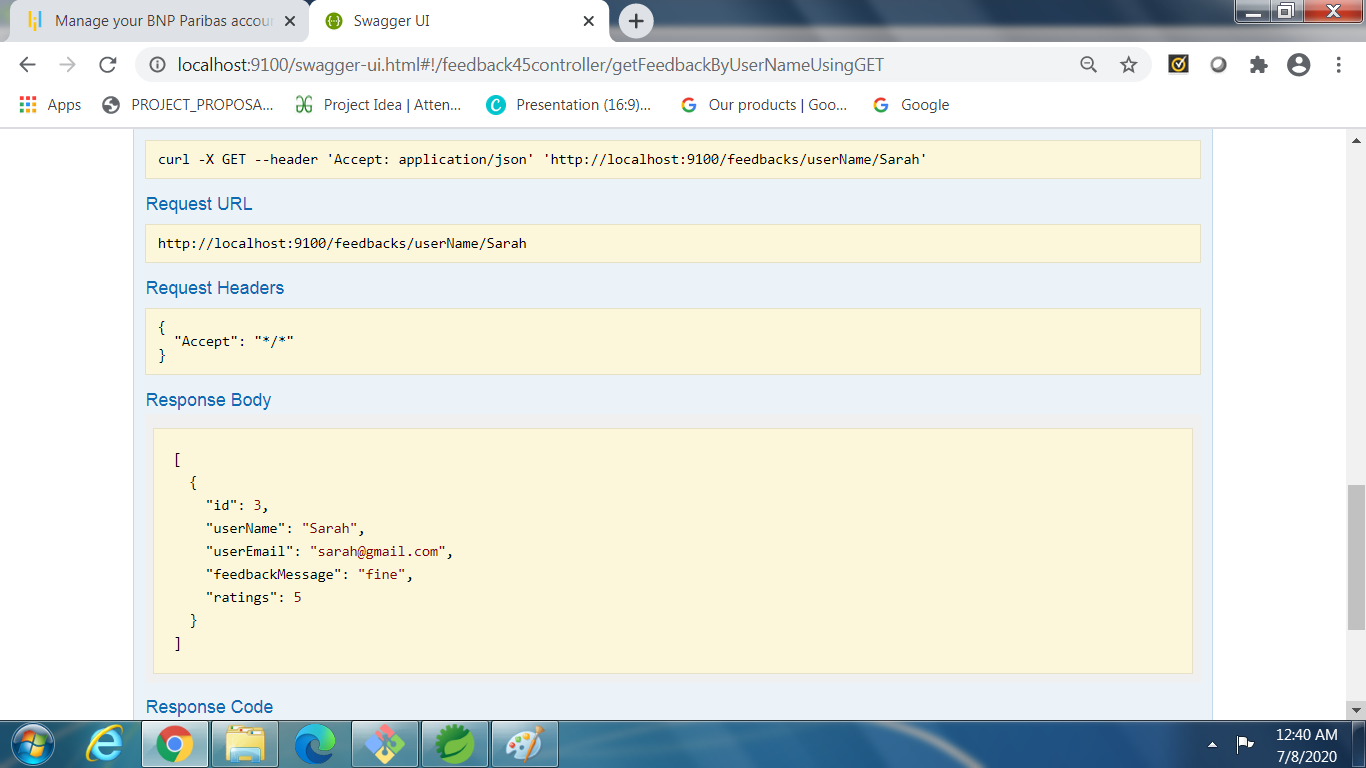 Manage your BNP Paribas accou
Swagger UI
localhost:9100/swagger-ui.html#!/feedback45controller/getFeedbackByUserNameUsingGET
Apps
PROJECT_PROPOSA...
Project Idea | Atten...
Presentation (16:9)...
Our products | Goo...
Google
curl -X GET --header 'Accept: application/json' 'http://localhost:9100/feedbacks/userName/Sarah'
Request URL
http://localhost:9100/feedbacks/userName/Sarah
Request Headers
{
"Accept": "*/*"
}
Response Body
[
{
"id": 3,
"userName": "Sarah",
"userEmail": "sarah@gmail.com",
"feedbackMessage": "fine",
"ratings": 5
}
]
Response Code
12:40 AM
7/8/2020